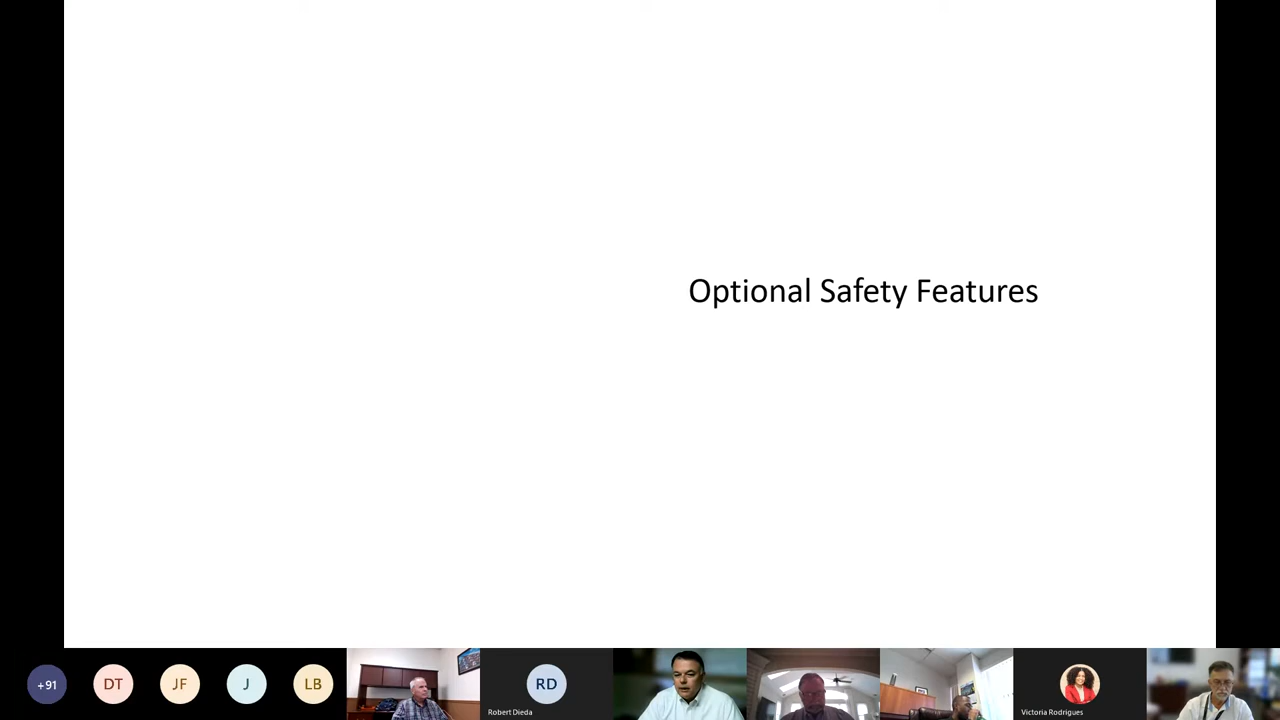 Optional Safety Features
+91
DT
JF
J
LB
RD
Robert Dieda
Victoria Rodrigues